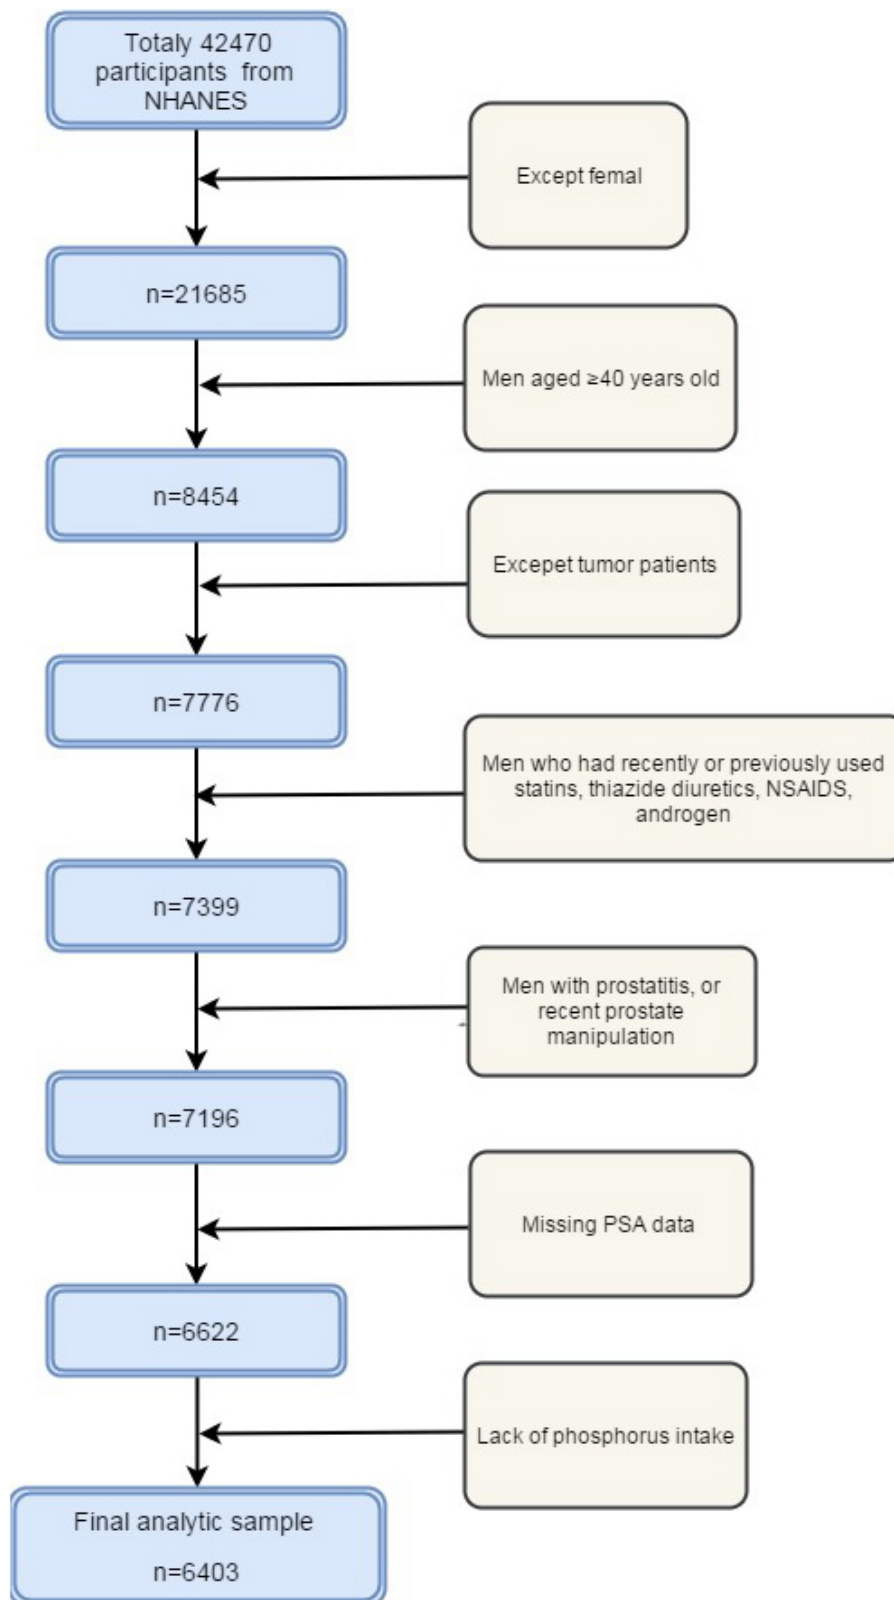 Totaly 42470
participants from
NHANES
Except femal
n=21685
Men aged ≥40 years old
n=8454
Excepet tumor patients
n=7776
Men who had recently or previously used
statins, thiazide diuretics, NSAIDS,
androgen
n=7399
Men with prostatitis, or
recent prostate
manipulation
n=7196
Missing PSA data
n=6622
Lack of phosphorus intake
Final analytic sample
n=6403